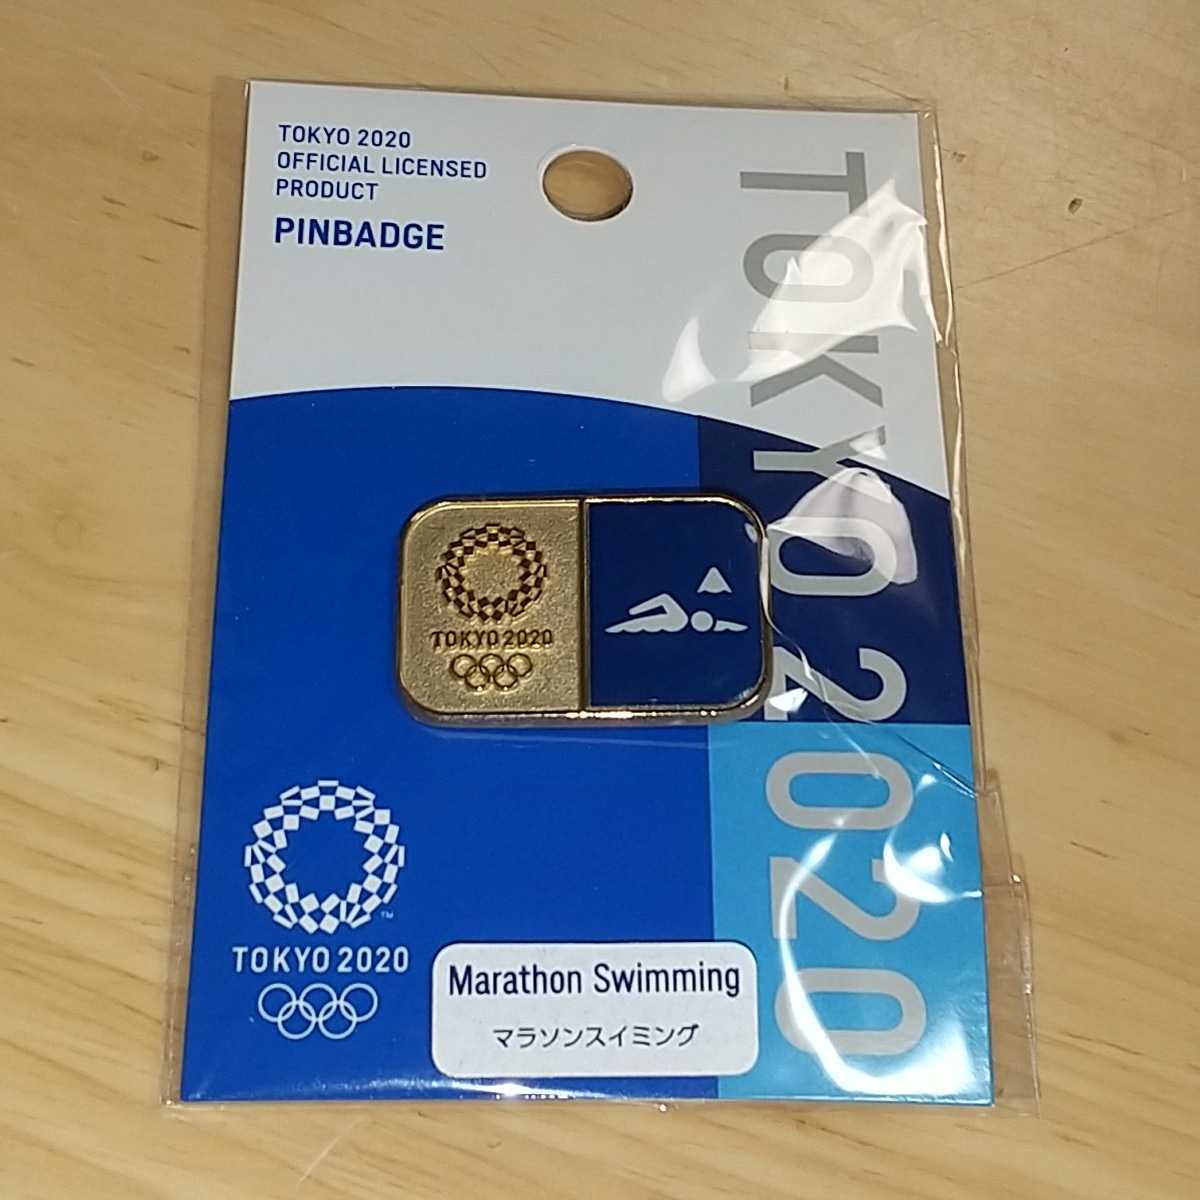 TOKYO 2020
OFFICIAL LICENSED
PRODUCT
PINBADGE
TOKYO 2020
TOKYO 2020
TM
TOKYO 2020
Marathon Swimming
マラソンスイミング